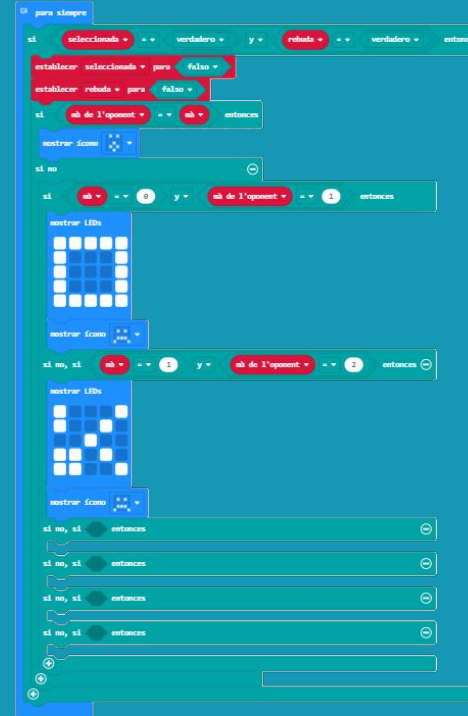 para siempre
si seleccionada = verdadero y rebuda = verdadero enton
establecer seleccionada para falso
establecer rebuda para falso
si mà de l'oponent = mà entonces
mostrar ícono
si no
si mà = 0 y mà de l'oponent = 1 entonces
mostrar LEDs
mostrar ícono
si no, si mà = 1 y mà de l'oponent = 2 entonces
mostrar LEDs
mostrar ícono
si no, si entonces
si no, si entonces
si no, si entonces
si no, si entonces